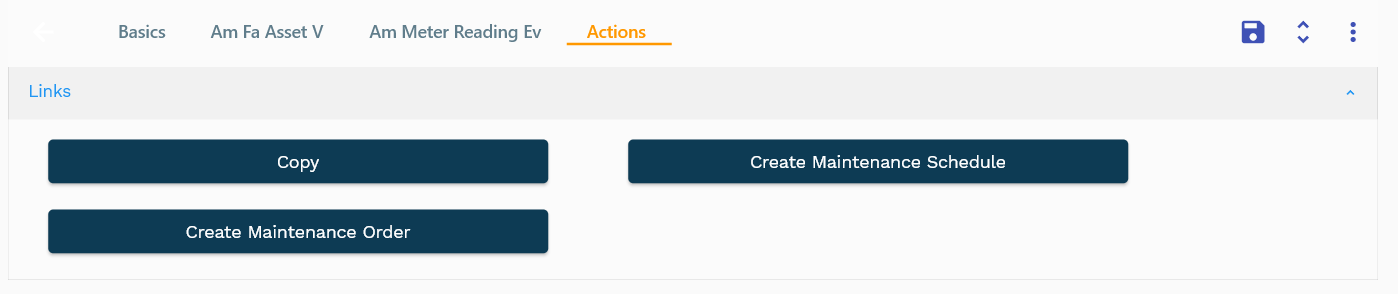 Basics Am Fa Asset V Am Meter Reading Ev Actions
Links
Copy Create Maintenance Schedule
Create Maintenance Order